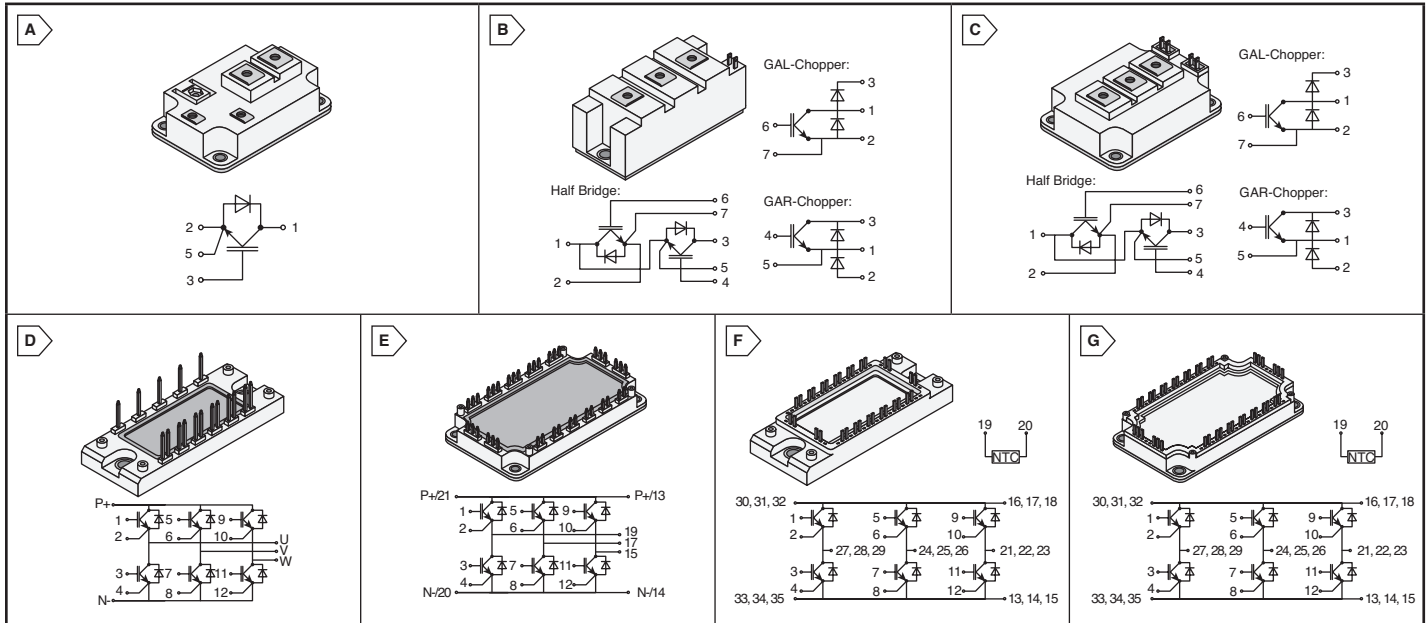 A
2
5
3
1
B
GAL-Chopper:
3
1
6
2
7
Half Bridge:
6
7
1
3
5
2
4
GAR-Chopper:
3
4
1
5
2
C
GAL-Chopper:
3
1
6
2
7
Half Bridge:
6
7
1
3
5
2
4
GAR-Chopper:
3
4
1
5
2
D
P+
1 5 9
2 6 10
U
V
W
3 7 11
4 8 12
N-
E
P+/21 P+/13
1 5 9
2 6 10
19
17
15
3 7 11
4 8 12
N-/20 N-/14
F
19 20
NTC
30, 31, 32 16, 17, 18
1 5 9
2 6 10
27, 28, 29 24, 25, 26 21, 22, 23
3 7 11
4 8 12
33, 34, 35 13, 14, 15
G
19 20
NTC
30, 31, 32 16, 17, 18
1 5 9
2 6 10
27, 28, 29 24, 25, 26 21, 22, 23
3 7 11
4 8 12
33, 34, 35 13, 14, 15